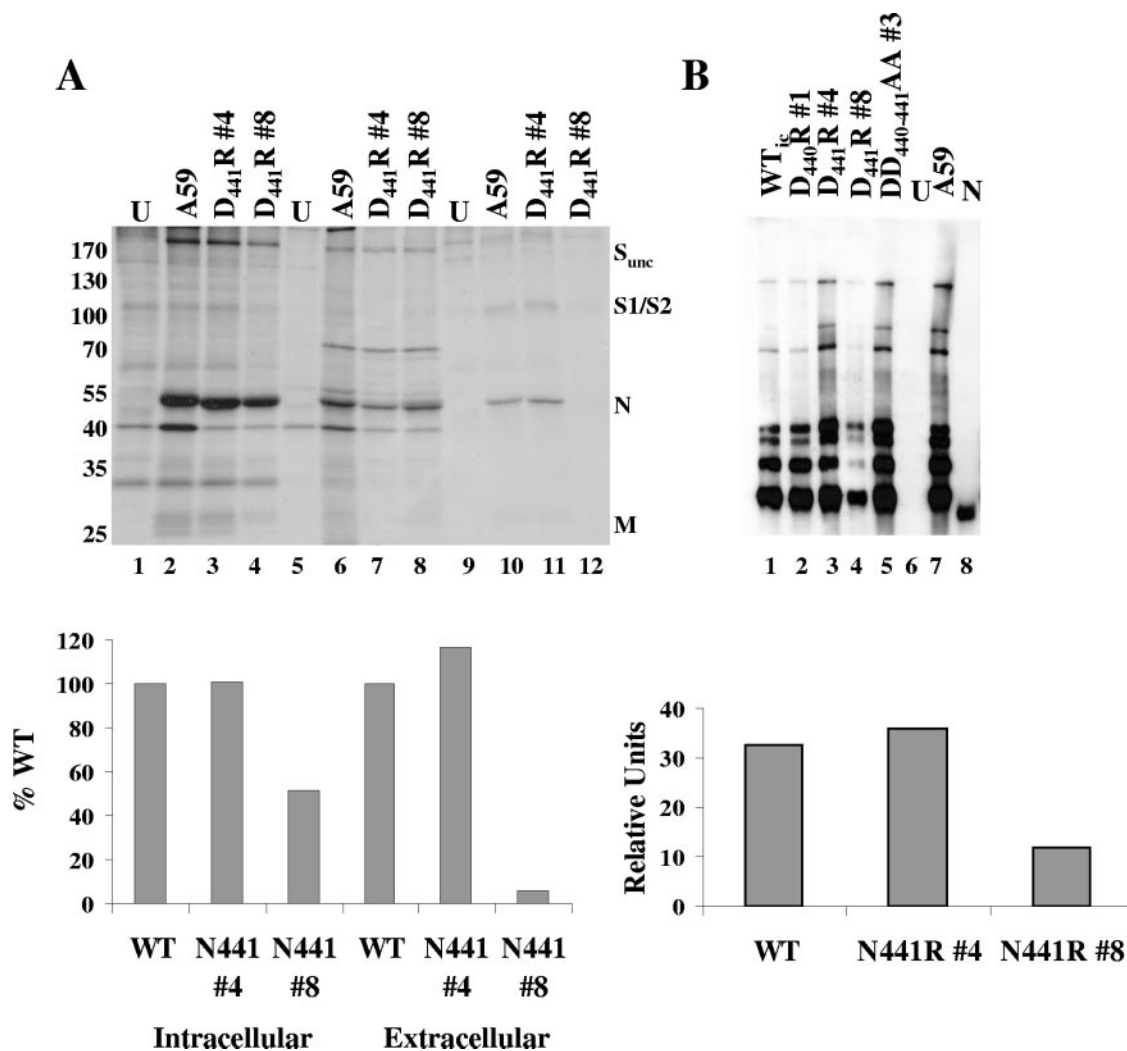 A
U
A59
D441R #4
D441R #8
U
A59
D441R #4
D441R #8
U
A59
D441R #4
D441R #8
170
130
100
70
55
40
35
25
Sunc
S1/S2
N
M
1 2 3 4 5 6 7 8 9 10 11 12
B
WTic
D440R #1
D441R #4
D441R #8
DD440-441AA #3
U
A59
N
1 2 3 4 5 6 7 8
% WT
120
100
80
60
40
20
0
WT N441 N441 WT N441 N441
#4 #8 #4 #8
Intracellular Extracellular
Relative Units
40
30
20
10
0
WT N441R #4 N441R #8